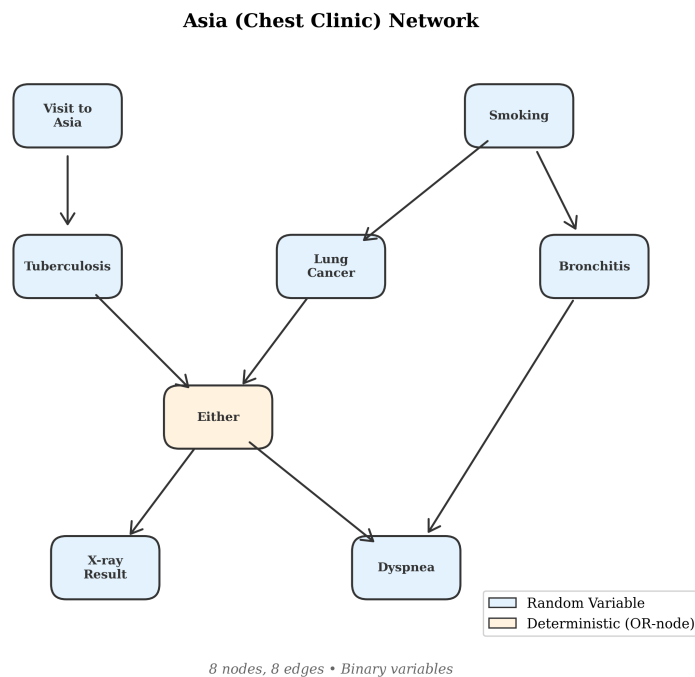 Asia (Chest Clinic) Network
Visit to
Asia
Smoking
Tuberculosis
Lung
Cancer
Bronchitis
Either
X-ray
Result
Dyspnea
Random Variable
Deterministic (OR-node)
8 nodes, 8 edges • Binary variables